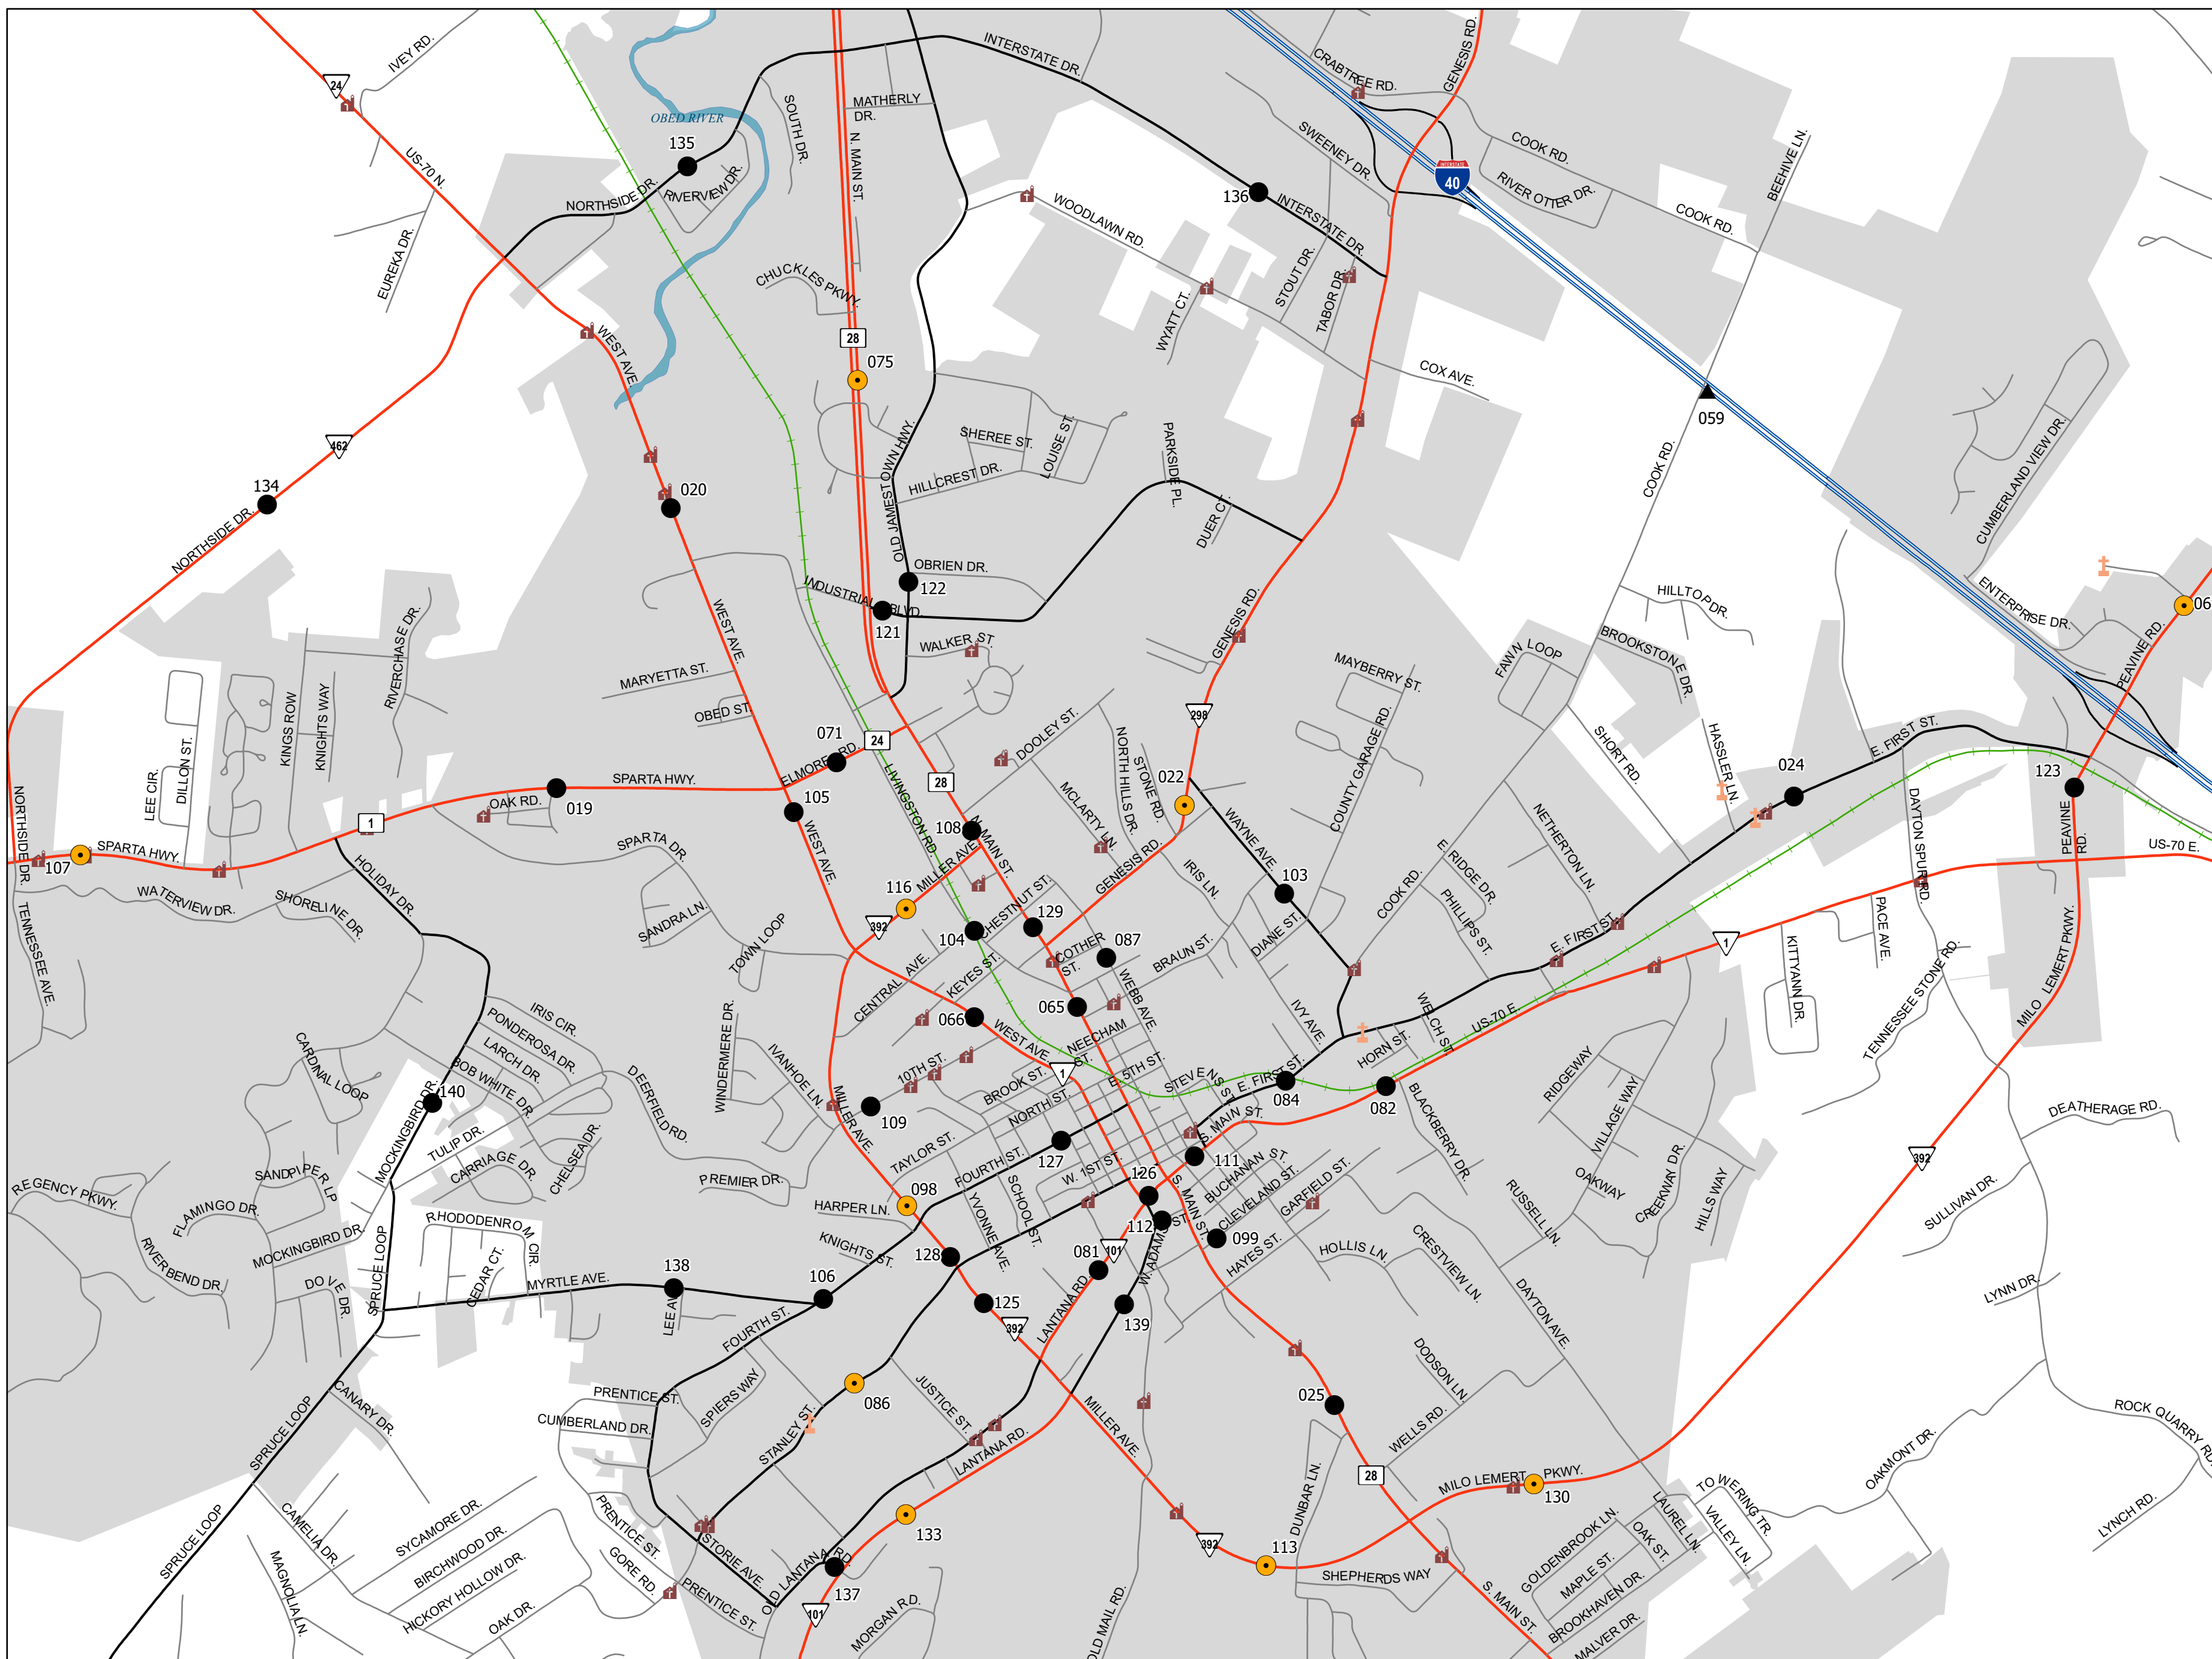 IVEY RD.
24
US-70 N.
EUREKA DR.
OBED RIVER
135
NORTHSIDE DR.
RIVERVIEW DR.
SOUTH DR.
MATHERLY
DR.
N. MAIN ST.
INTERSTATE DR.
CRABTREE RD.
GENESIS RD.
INTERSTATE
40
SWEENEY DR.
COOK RD.
RIVER OTTER DR.
COOK RD.
BEEHIVE LN.
136
INTERSTATE DR.
WOODLAWN RD.
STOUT DR.
TABOR DR.
WYATT CT.
COX AVE.
CHUCKLES PKWY.
28
075
WEST AVE.
462
134
NORTHSIDE DR.
020
OLD JAMESTOWN HWY.
SHEREE ST.
LOUISE ST.
HILLCREST DR.
PARKSIDE PL.
DUER CT.
059
COOK RD.
CUMBERLAND VIEW DR.
ENTERPRISE DR.
06
PEAVINE RD.
OBRIEN DR.
122
INDUSTRIAL BLVD.
121
WALKER ST.
WEST AVE.
MARYETTA ST.
OBED ST.
GENESIS RD.
298
MAYBERRY ST.
COUNTY GARAGE RD.
FAWN LOOP
HILLTOP DR.
BROOKSTONE DR.
SHORT RD.
HASSLER LN.
024
E. FIRST ST.
123
PEAVINE
RD.
US-70 E.
RIVERCHASE DR.
KINGS ROW
KNIGHTS WAY
DILLON ST.
LEE CIR.
NORTHSIDE DR.
107
SPARTA HWY.
1
OAK RD.
019
SPARTA HWY.
071
ELMORE RD.
24
105
28
LIVINGSTON RD.
DOOLEY ST.
NORTH HILLS DR.
STONE RD.
MCLARTY LN.
022
WAYNE AVE.
108
N. MAIN ST.
MILLER AVE.
GENESIS RD.
IRIS LN.
103
NETHERTON LN.
E. RIDGE DR.
PHILLIPS ST.
COOK RD.
DAYTON SPUR RD.
PACE AVE.
KITTYANN DR.
1
TENNESSEE STONE RD.
MILO LEMERT PKWY.
TENNESSEE AVE.
WATERVIEW DR.
SHORELINE DR.
HOLIDAY DR.
SPARTA DR.
SANDRA LN.
TOWN LOOP
WEST AVE.
116
392
104
CHESTNUT ST.
129
COTHER
ST.
087
WEBB AVE.
BRAUN ST.
DIANE ST.
IVY AVE.
E. FIRST ST.
WELCH ST.
US-70 E.
HORN ST.
CENTRAL AVE.
KEYES ST.
066
065
WEST AVE.
NEECHAM
ST.
1
10TH ST.
BROOK ST.
NORTH ST.
E. 5TH ST.
STEVENS ST.
E. FIRST ST.
084
082
S. MAIN ST.
IRIS CIR.
PONDEROSA DR.
LARCH DR.
BOB WHITE DR.
CARDINAL LOOP
140
MOCKINGBIRD DR.
TULIP DR.
CARRIAGE DR.
CHELSEA DR.
DEERFIELD RD.
WINDERMERE DR.
IVANHOE LN.
MILLER AVE.
109
TAYLOR ST.
FOURTH ST.
127
W. 1ST ST.
126
111
BUCHANAN ST.
CLEVELAND ST.
GARFIELD ST.
BLACKBERRY DR.
RIDGEWAY
VILLAGE WAY
OAKWAY
CREEKWAY DR.
HILLS WAY
RUSSELL LN.
392
DEATHERAGE RD.
SULLIVAN DR.
LYNN DR.
REGENCY PKWY.
SANDPIPER LP
FLAMINGO DR.
MOCKINGBIRD DR.
RIVER BEND DR.
DOVE DR.
SPRUCE LOOP
RHODODENROM CIR.
CEDAR CT.
MYRTLE AVE.
138
LEE AVE.
PREMIER DR.
HARPER LN.
098
KNIGHTS ST.
128
106
YVONNE AVE.
SCHOOL ST.
112
S. MAIN ST.
099
HAYES ST.
081
101
W. ADAMS ST.
LANTANA RD.
139
125
392
HOLLIS LN.
CRESTVIEW LN.
DAYTON AVE.
DODSON LN.
WELLS RD.
025
28
FOURTH ST.
086
PRENTICE ST.
SPIERS WAY
CUMBERLAND DR.
STANLEY ST.
JUSTICE ST.
LANTANA RD.
MILLER AVE.
CANARY DR.
SPRUCE LOOP
SPRUCE LOOP
CAMELIA DR.
MAGNOLIA LN.
SYCAMORE DR.
BIRCHWOOD DR.
HICKORY HOLLOW DR.
OAK DR.
PRENTICE ST.
GORE RD.
PRENTICE ST.
STORIE AVE.
OLD LANTANA RD.
133
137
101
MORGAN RD.
OLD MAIL RD.
392
113
DUNBAR LN.
SHEPHERDS WAY
MILO LEMERT PKWY.
130
S. MAIN ST.
GOLDENBROOK LN.
OAK ST.
MAPLE ST.
BROOKHAVEN DR.
MALVER DR.
LAUREL LN.
TOWERING TR.
VALLEY LN.
OAKMONT DR.
ROCK QUARRY RD.
LYNCH RD.